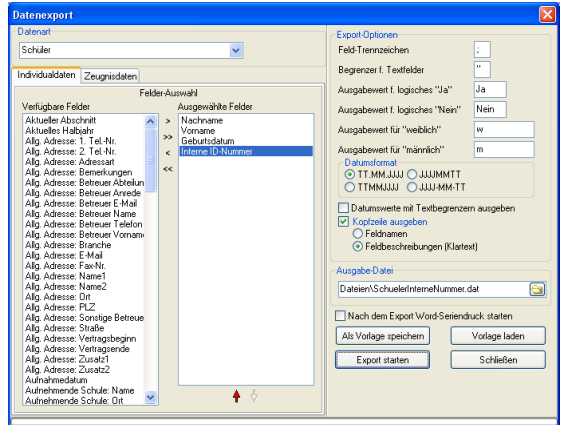 Datenexport
Datenart
Schüler
Individualdaten
Zeugnisdaten
Felder-Auswahl
Verfügbare Felder
Aktueller Abschnitt
Aktuelles Halbjahr
Allg. Adresse: 1. Tel.-Nr.
Allg. Adresse: 2. Tel.-Nr.
Allg. Adresse: Adressart
Allg. Adresse: Bemerkungen
Allg. Adresse: Betreuer Abteilun
Allg. Adresse: Betreuer Anrede
Allg. Adresse: Betreuer E-Mail
Allg. Adresse: Betreuer Name
Allg. Adresse: Betreuer Telefon
Allg. Adresse: Betreuer Vorname
Allg. Adresse: Branche
Allg. Adresse: E-Mail
Allg. Adresse: Fax-Nr.
Allg. Adresse: Name1
Allg. Adresse: Name2
Allg. Adresse: Ort
Allg. Adresse: PLZ
Allg. Adresse: Sonstige Betreue
Allg. Adresse: Straße
Allg. Adresse: Vertragsbeginn
Allg. Adresse: Vertragsende
Allg. Adresse: Zusatz1
Allg. Adresse: Zusatz2
Aufnahmedatum
Aufnehmende Schule: Name
Aufnehmende Schule: Ort
>
>>
<
<<
Ausgewählte Felder
Nachname
Vorname
Geburtsdatum
Interne ID-Nummer
Export-Optionen
Feld-Trennzeichen ;
Begrenzer f. Textfelder "
Ausgabewert f. logisches "Ja" Ja
Ausgabewert f. logisches "Nein" Nein
Ausgabewert für "weiblich" w
Ausgabewert für "männlich" m
Datumsformat
TT.MM.JJJJ JJJJMMTT
TTMMJJJJ JJJJ-MM-TT
Datumswerte mit Textbegrenzern ausgeben
Kopfzeile ausgeben
Feldnamen
Feldbeschreibungen (Klartext)
Ausgabe-Datei
Dateien\SchuelerInterneNummer.dat
Nach dem Export Word-Seriendruck starten
Als Vorlage speichern
Vorlage laden
Export starten
Schließen